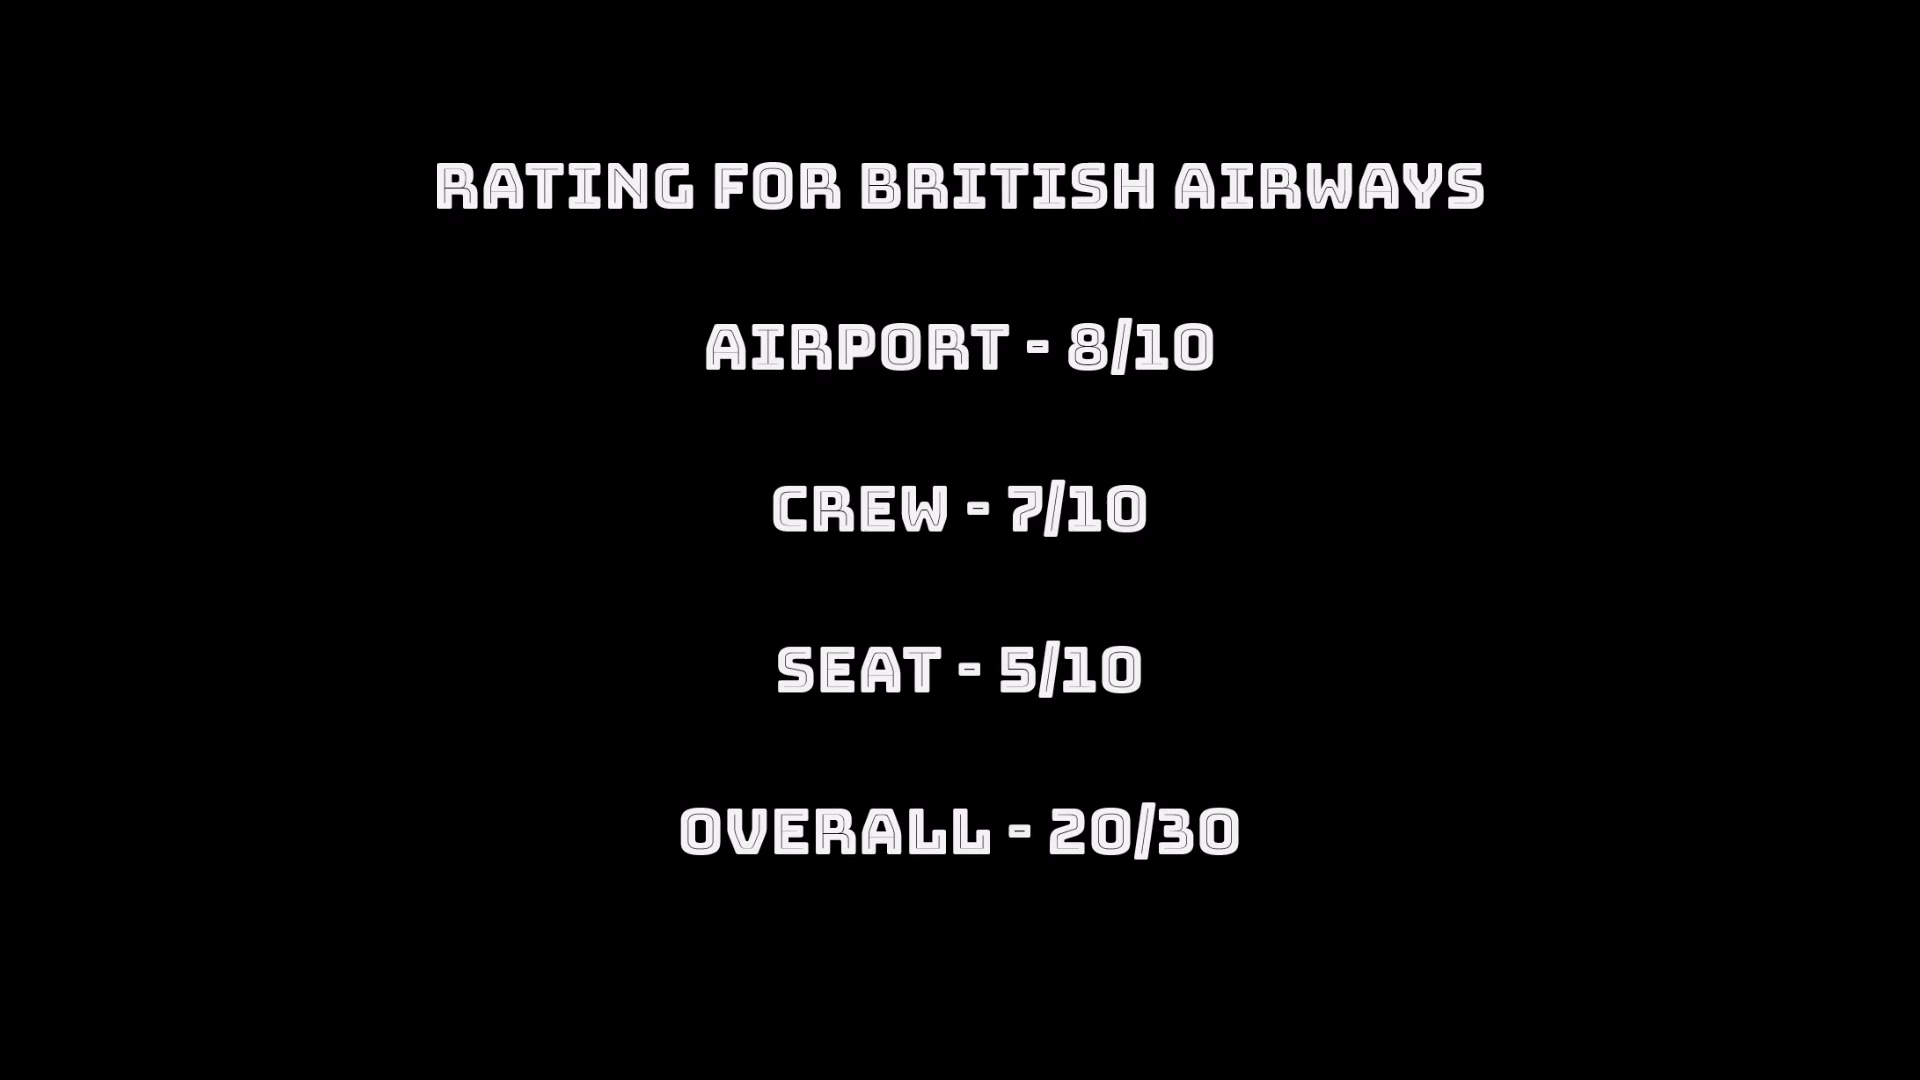 RATING FOR BRITISH AIRWAYS
AIRPORT - 8/10
CREW - 7/10
SEAT - 5/10
OVERALL - 20/30